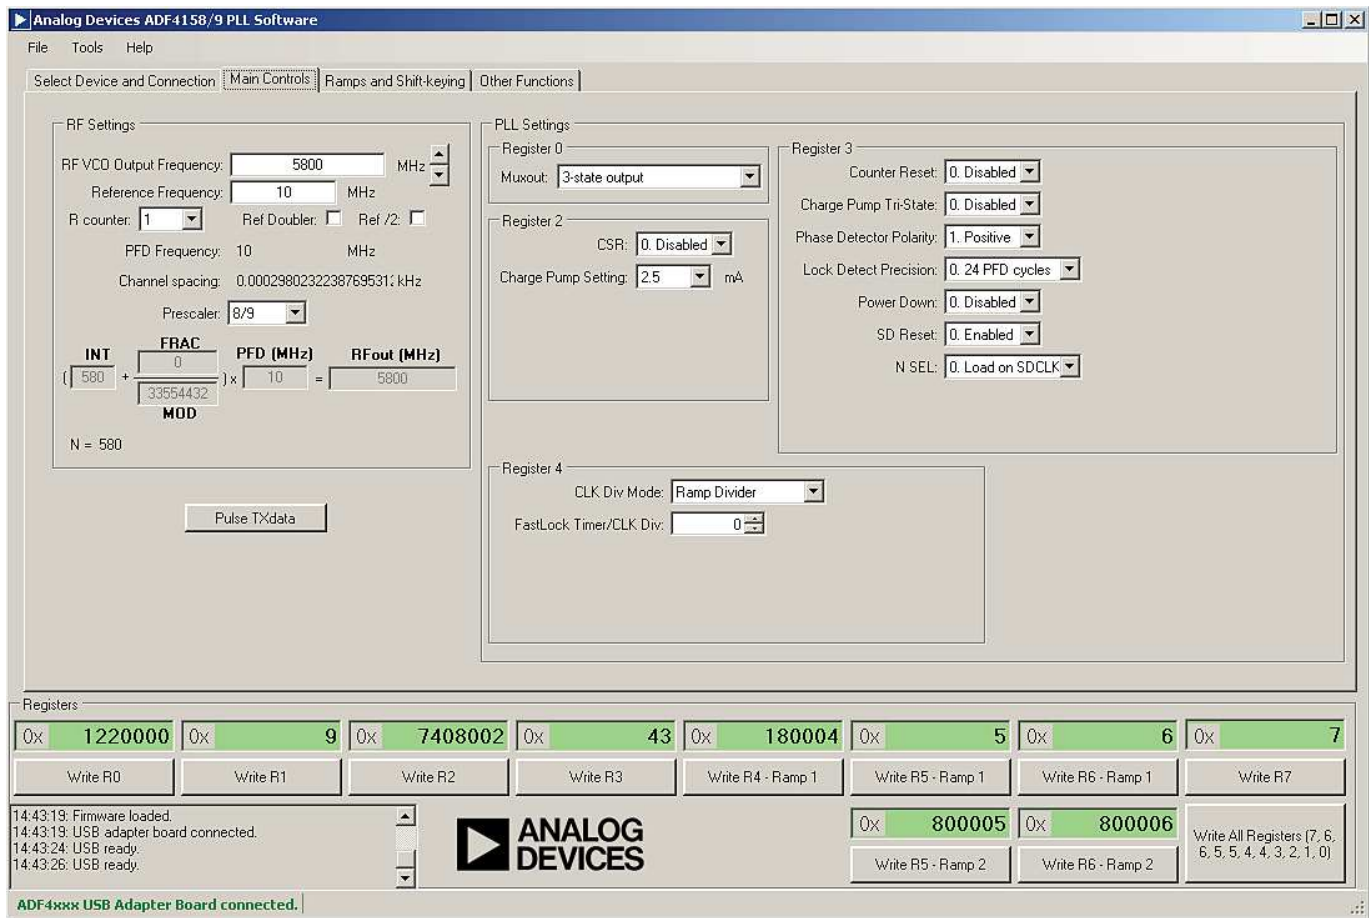 Analog Devices ADF4158/9 PLL Software
File Tools Help
Select Device and Connection Main Controls Ramps and Shift-keying Other Functions
RF Settings
RF VCO Output Frequency: 5800 MHz
Reference Frequency: 10 MHz
R counter: 1 Ref Doubler: Ref /2:
PFD Frequency: 10 MHz
Channel spacing: 0.00029802322387695312 kHz
Prescaler: 8/9
INT FRAC PFD (MHz) RFout (MHz)
0
( 580 + ) x 10 = 5800
33554432
MOD
N = 580
Pulse TXdata
PLL Settings
Register 0
Muxout: 3-state output
Register 2
CSR: 0. Disabled
Charge Pump Setting: 2.5 mA
Register 3
Counter Reset: 0. Disabled
Charge Pump Tri-State: 0. Disabled
Phase Detector Polarity: 1. Positive
Lock Detect Precision: 0. 24 PFD cycles
Power Down: 0. Disabled
SD Reset: 0. Enabled
N SEL: 0. Load on SDCLK
Register 4
CLK Div Mode: Ramp Divider
FastLock Timer/CLK Div: 0
Registers
0x 1220000 0x 9 0x 7408002 0x 43 0x 180004 0x 5 0x 6 0x 7
Write R0 Write R1 Write R2 Write R3 Write R4 - Ramp 1 Write R5 - Ramp 1 Write R6 - Ramp 1 Write R7
14:43:19: Firmware loaded.
14:43:19: USB adapter board connected.
14:43:24: USB ready.
14:43:26: USB ready.
ANALOG
DEVICES
0x 800005 0x 800006
Write R5 - Ramp 2 Write R6 - Ramp 2
Write All Registers (7, 6,
6, 5, 5, 4, 4, 3, 2, 1, 0)
ADF4xxx USB Adapter Board connected.